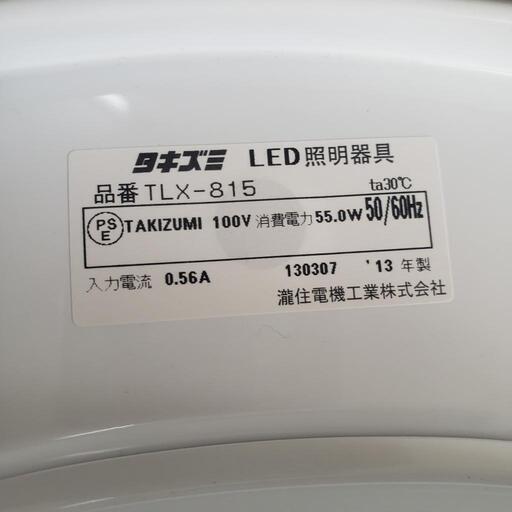 タキズミ LED照明器具
品番 TLX-815 ta30℃
PSE TAKIZUMI 100V 消費電力 55.0W 50/60Hz
入力電流 0.56A 130307 '13 年製
瀧住電機工業株式会社